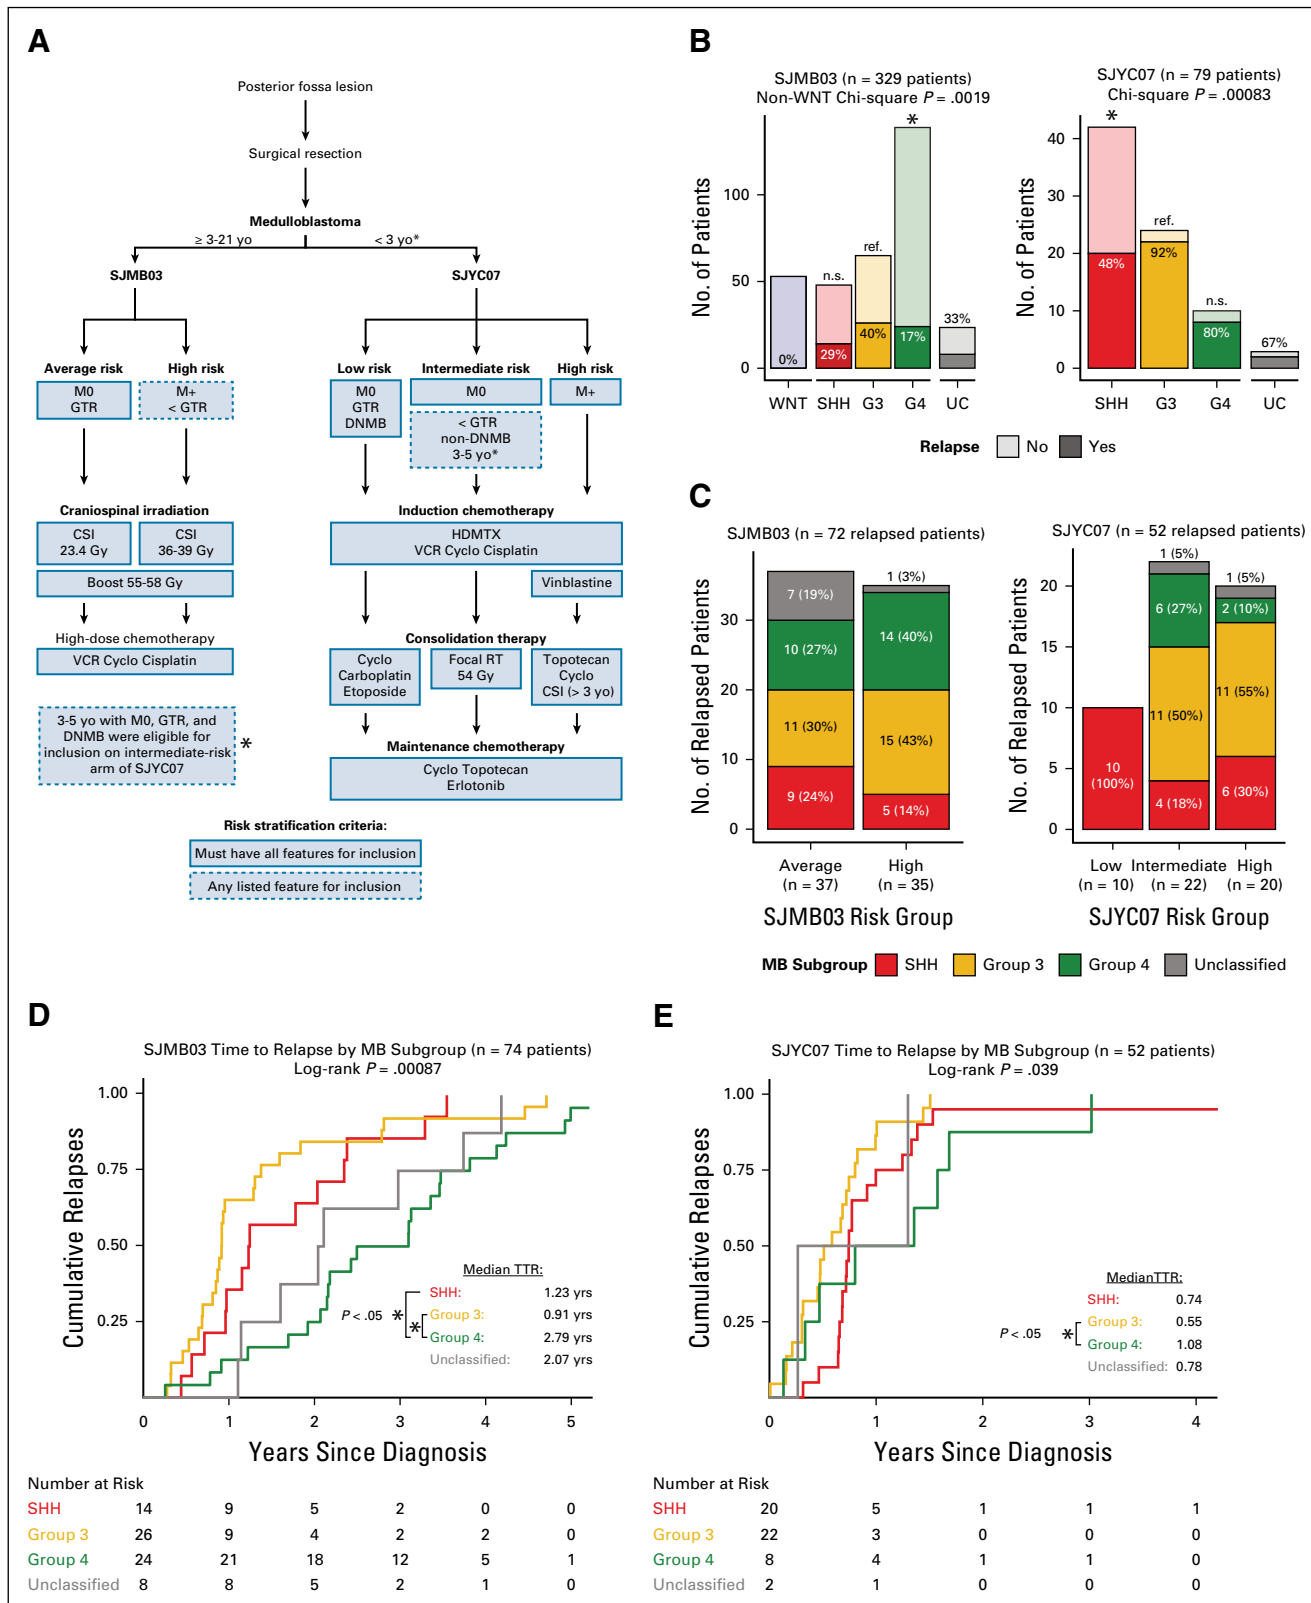 A
Posterior fossa lesion
Surgical resection
Medulloblastoma
≥ 3-21 yo
< 3 yo*
SJMB03
SJYC07
Average risk
High risk
M0
GTR
M+
< GTR
Low risk
Intermediate risk
High risk
M0
GTR
DNMB
M0
M+
< GTR
non-DNMB
3-5 yo*
Craniospinal irradiation
CSI
23.4 Gy
CSI
36-39 Gy
Boost 55-58 Gy
High-dose chemotherapy
VCR Cyclo Cisplatin
Induction chemotherapy
HDMTX
VCR Cyclo Cisplatin
Vinblastine
Consolidation therapy
Cyclo
Carboplatin
Etoposide
Focal RT
54 Gy
Topotecan
Cyclo
CSI (> 3 yo)
Maintenance chemotherapy
Cyclo Topotecan
Erlotonib
3-5 yo with M0, GTR, and
DNMB were eligible for
inclusion on intermediate-risk
arm of SJYC07
*
Risk stratification criteria:
Must have all features for inclusion
Any listed feature for inclusion
B
SJMB03 (n = 329 patients)
Non-WNT Chi-square P = .0019
No. of Patients
100
50
0
0%
n.s.
29%
ref.
40%
*
17%
33%
WNT SHH G3 G4 UC
SJYC07 (n = 79 patients)
Chi-square P = .00083
No. of Patients
40
30
20
10
0
*
48%
ref.
92%
n.s.
80%
67%
SHH G3 G4 UC
Relapse No Yes
C
SJMB03 (n = 72 relapsed patients)
No. of Relapsed Patients
30
20
10
0
7 (19%)
10 (27%)
11 (30%)
9 (24%)
1 (3%)
14 (40%)
15 (43%)
5 (14%)
Average
(n = 37)
High
(n = 35)
SJMB03 Risk Group
SJYC07 (n = 52 relapsed patients)
No. of Relapsed Patients
20
15
10
5
0
10
(100%)
1 (5%)
6 (27%)
11 (50%)
4 (18%)
1 (5%)
2 (10%)
11 (55%)
6 (30%)
Low
(n = 10)
Intermediate
(n = 22)
High
(n = 20)
SJYC07 Risk Group
MB Subgroup SHH Group 3 Group 4 Unclassified
D
SJMB03 Time to Relapse by MB Subgroup (n = 74 patients)
Log-rank P = .00087
Cumulative Relapses
1.00
0.75
0.50
0.25
Median TTR:
SHH: 1.23 yrs
Group 3: 0.91 yrs
Group 4: 2.79 yrs
Unclassified: 2.07 yrs
P < .05 * *
0 1 2 3 4 5
Years Since Diagnosis
Number at Risk
SHH 14 9 5 2 0 0
Group 3 26 9 4 2 2 0
Group 4 24 21 18 12 5 1
Unclassified 8 8 5 2 1 0
E
SJYC07 Time to Relapse by MB Subgroup (n = 52 patients)
Log-rank P = .039
Cumulative Relapses
1.00
0.75
0.50
0.25
Median TTR:
SHH: 0.74
Group 3: 0.55
Group 4: 1.08
Unclassified: 0.78
P < .05 *
0 1 2 3 4
Years Since Diagnosis
Number at Risk
SHH 20 5 1 1 1
Group 3 22 3 0 0 0
Group 4 8 4 1 1 0
Unclassified 2 1 0 0 0